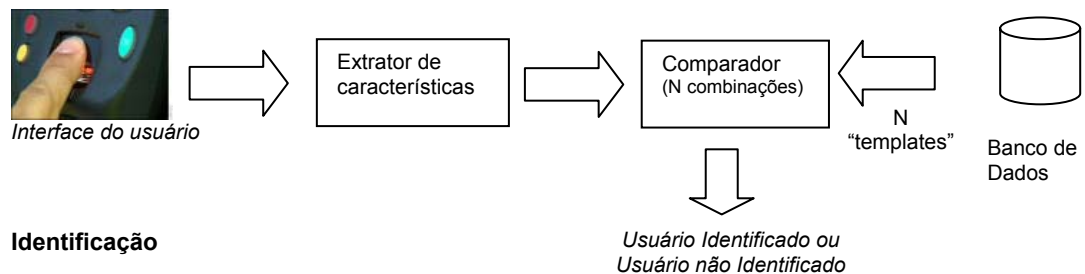 Interface do usuário
Extrator de
características
Comparador
(N combinações)
N
“templates”
Banco de
Dados
Identificação
Usuário Identificado ou
Usuário não Identificado